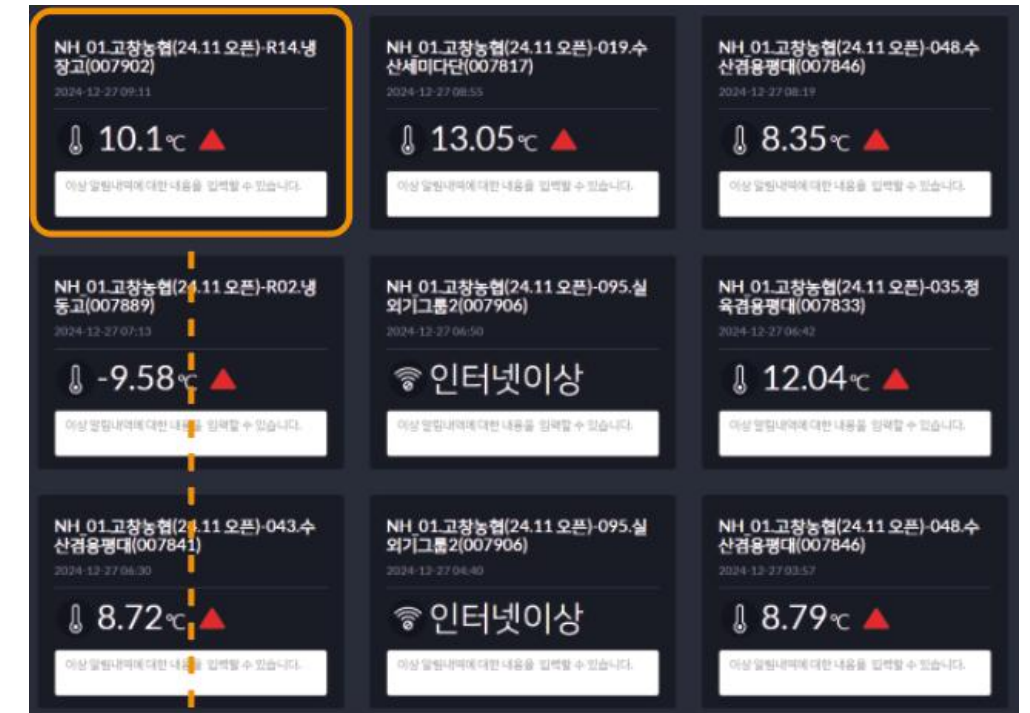 NH_01.고창농협(24.11 오픈)-R14.냉
장고(007902)
2024-12-27 09:11
10.1℃
이상 알림내역에 대한 내용을 입력할 수 있습니다.
NH_01.고창농협(24.11 오픈)-019.수
산세미다단(007817)
2024-12-27 08:55
13.05℃
이상 알림내역에 대한 내용을 입력할 수 있습니다.
NH_01.고창농협(24.11 오픈)-048.수
산겸용평대(007846)
2024-12-27 08:19
8.35℃
이상 알림내역에 대한 내용을 입력할 수 있습니다.
NH_01.고창농협(24.11 오픈)-R02.냉
동고(007889)
2024-12-27 07:13
-9.58℃
이상 알림내역에 대한 내용을 입력할 수 있습니다.
NH_01.고창농협(24.11 오픈)-095.실
외기그룹2(007906)
2024-12-27 06:50
인터넷이상
이상 알림내역에 대한 내용을 입력할 수 있습니다.
NH_01.고창농협(24.11 오픈)-035.정
육겸용평대(007833)
2024-12-27 06:42
12.04℃
이상 알림내역에 대한 내용을 입력할 수 있습니다.
NH_01.고창농협(24.11 오픈)-043.수
산겸용평대(007841)
2024-12-27 06:30
8.72℃
이상 알림내역에 대한 내용을 입력할 수 있습니다.
NH_01.고창농협(24.11 오픈)-095.실
외기그룹2(007906)
2024-12-27 04:40
인터넷이상
이상 알림내역에 대한 내용을 입력할 수 있습니다.
NH_01.고창농협(24.11 오픈)-048.수
산겸용평대(007846)
2024-12-27 03:57
8.79℃
이상 알림내역에 대한 내용을 입력할 수 있습니다.